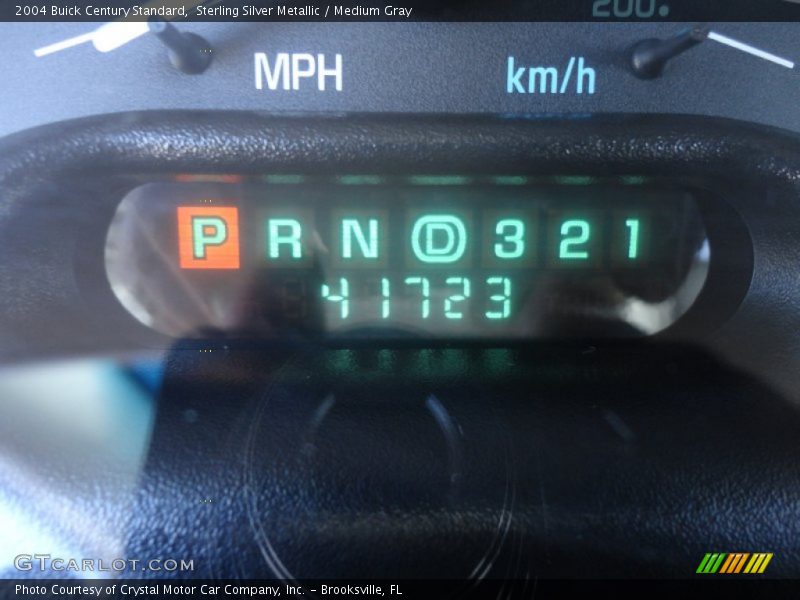 2004 Buick Century Standard, Sterling Silver Metallic / Medium Gray
200.
MPH km/h
P R N D 3 2 1
41723
GTCARLOT.COM
Photo Courtesy of Crystal Motor Car Company, Inc. – Brooksville, FL